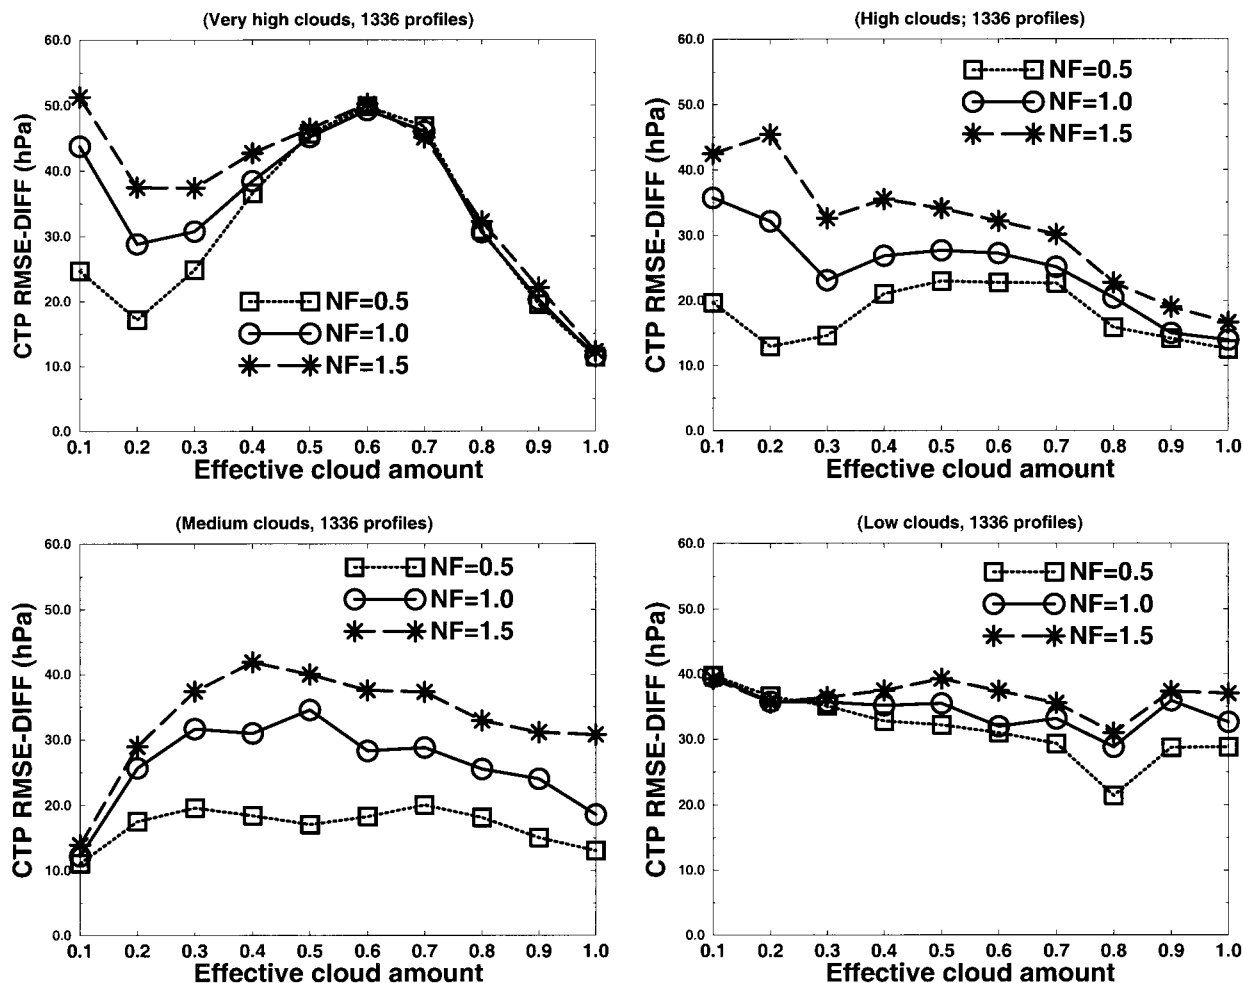 (Very high clouds, 1336 profiles)
60.0
50.0
40.0
30.0
20.0
10.0
0.0
CTP RMSE-DIFF (hPa)
NF=0.5
NF=1.0
NF=1.5
0.1 0.2 0.3 0.4 0.5 0.6 0.7 0.8 0.9 1.0
Effective cloud amount
(High clouds; 1336 profiles)
60.0
50.0
40.0
30.0
20.0
10.0
0.0
CTP RMSE-DIFF (hPa)
NF=0.5
NF=1.0
NF=1.5
0.1 0.2 0.3 0.4 0.5 0.6 0.7 0.8 0.9 1.0
Effective cloud amount
(Medium clouds, 1336 profiles)
60.0
50.0
40.0
30.0
20.0
10.0
0.0
CTP RMSE-DIFF (hPa)
NF=0.5
NF=1.0
NF=1.5
0.1 0.2 0.3 0.4 0.5 0.6 0.7 0.8 0.9 1.0
Effective cloud amount
(Low clouds, 1336 profiles)
60.0
50.0
40.0
30.0
20.0
10.0
0.0
CTP RMSE-DIFF (hPa)
NF=0.5
NF=1.0
NF=1.5
0.1 0.2 0.3 0.4 0.5 0.6 0.7 0.8 0.9 1.0
Effective cloud amount